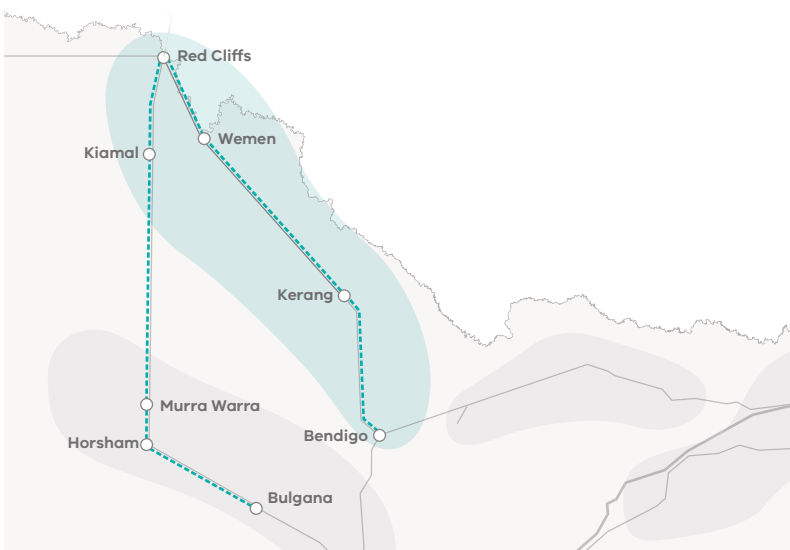 Red Cliffs
Wemen
Kiamal
Kerang
Murra Warra
Bendigo
Horsham
Bulgana